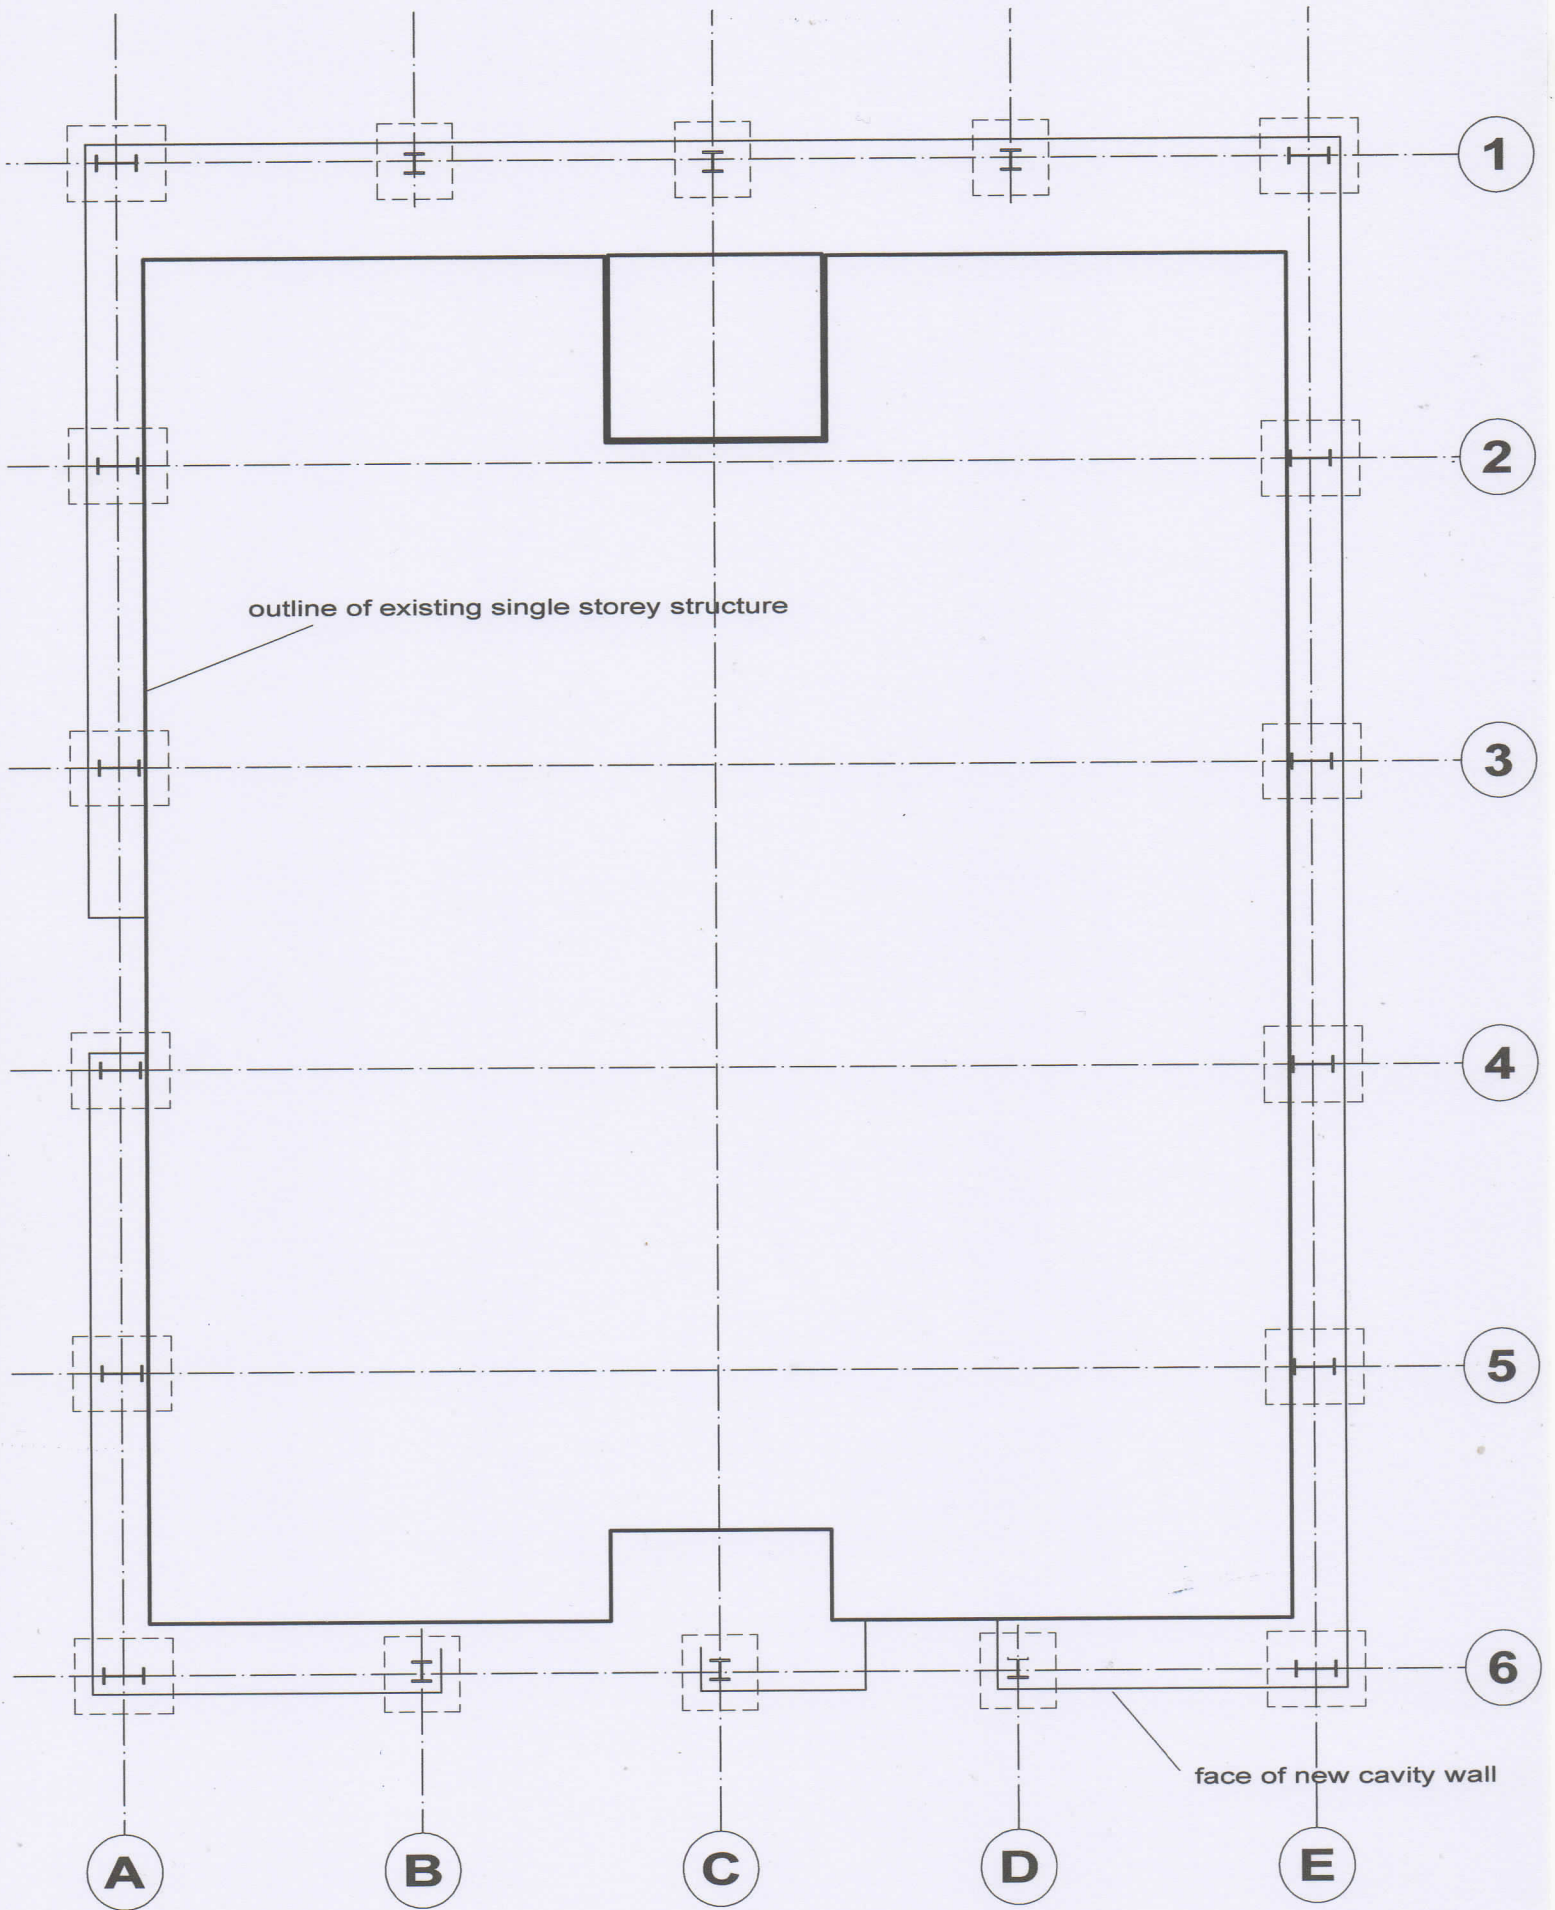 1
2
outline of existing single storey structure
3
4
5
6
face of new cavity wall
A
B
C
D
E